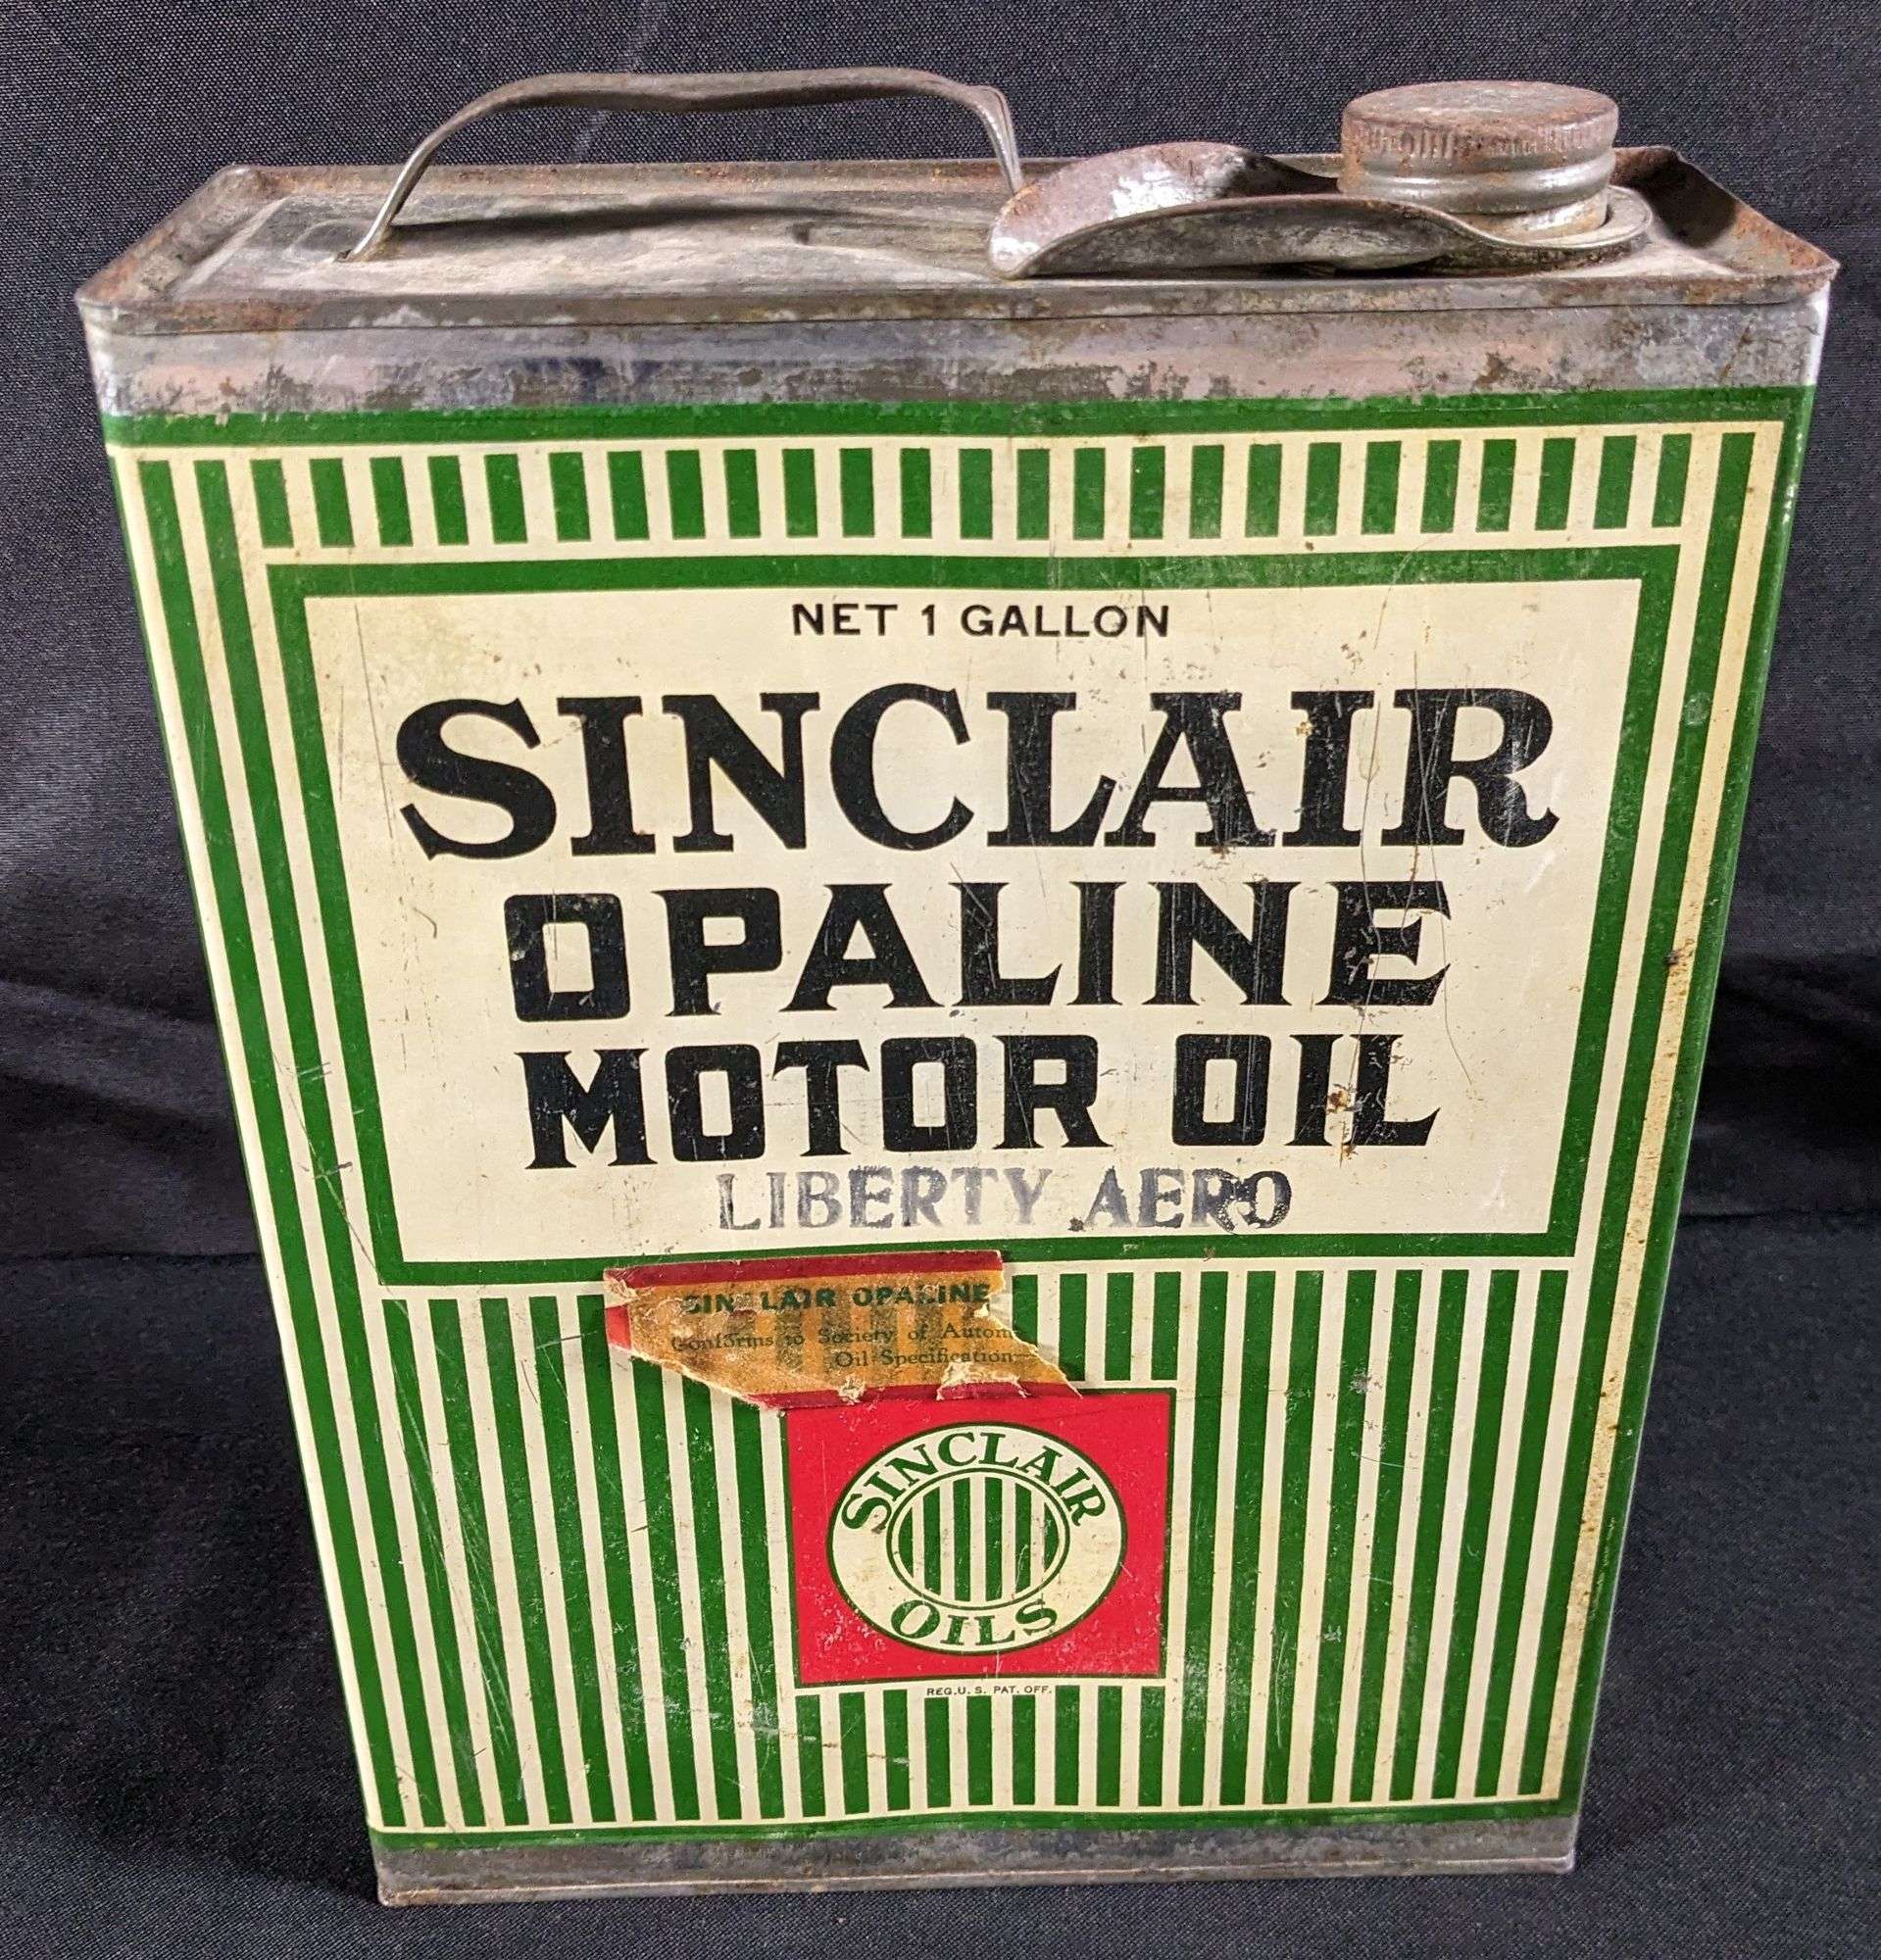 NET 1 GALLON
SINCLAIR
OPALINE
MOTOR OIL
LIBERTY AERO
SINCLAIR OPALINE
Conforms to Society of Autom
Oil Specification
SINCLAIR
OILS
REG. U. S. PAT. OFF.